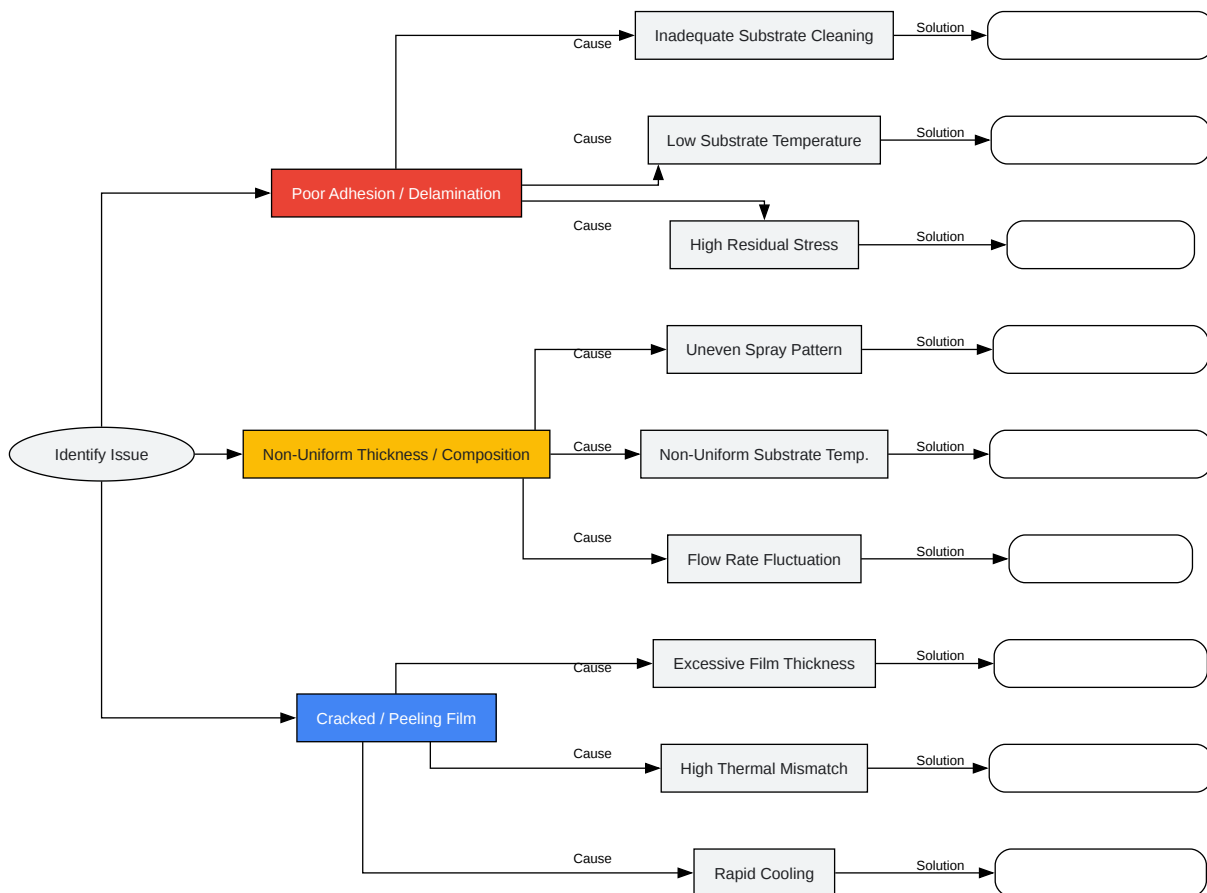 Cause
Inadequate Substrate Cleaning
Solution
Cause
Low Substrate Temperature
Solution
Poor Adhesion / Delamination
Cause
High Residual Stress
Solution
Cause
Uneven Spray Pattern
Solution
Identify Issue
Non-Uniform Thickness / Composition
Cause
Non-Uniform Substrate Temp.
Solution
Cause
Flow Rate Fluctuation
Solution
Cause
Excessive Film Thickness
Solution
Cracked / Peeling Film
Cause
High Thermal Mismatch
Solution
Cause
Rapid Cooling
Solution